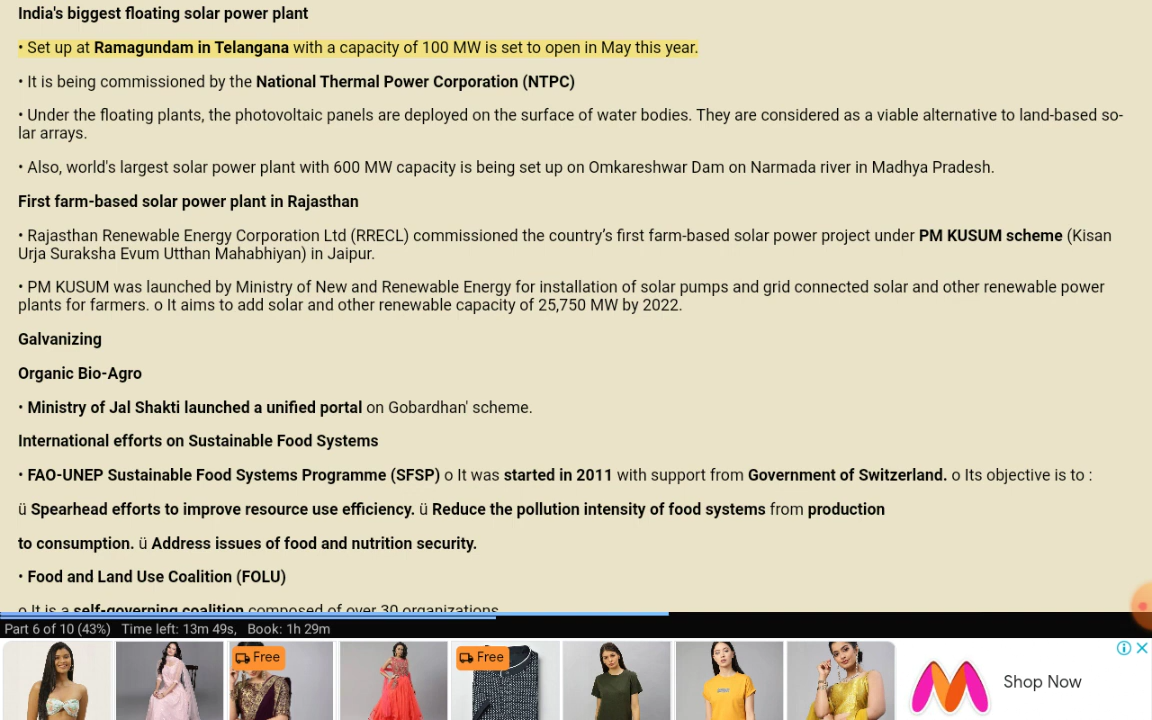 India's biggest floating solar power plant
• Set up at Ramagundam in Telangana with a capacity of 100 MW is set to open in May this year.
• It is being commissioned by the National Thermal Power Corporation (NTPC)
• Under the floating plants, the photovoltaic panels are deployed on the surface of water bodies. They are considered as a viable alternative to land-based so-
lar arrays.
• Also, world's largest solar power plant with 600 MW capacity is being set up on Omkareshwar Dam on Narmada river in Madhya Pradesh.
First farm-based solar power plant in Rajasthan
• Rajasthan Renewable Energy Corporation Ltd (RRECL) commissioned the country’s first farm-based solar power project under PM KUSUM scheme (Kisan
Urja Suraksha Evum Utthan Mahabhiyan) in Jaipur.
• PM KUSUM was launched by Ministry of New and Renewable Energy for installation of solar pumps and grid connected solar and other renewable power
plants for farmers. o It aims to add solar and other renewable capacity of 25,750 MW by 2022.
Galvanizing
Organic Bio-Agro
• Ministry of Jal Shakti launched a unified portal on Gobardhan' scheme.
International efforts on Sustainable Food Systems
• FAO-UNEP Sustainable Food Systems Programme (SFSP) o It was started in 2011 with support from Government of Switzerland. o Its objective is to :
ü Spearhead efforts to improve resource use efficiency. ü Reduce the pollution intensity of food systems from production
to consumption. ü Address issues of food and nutrition security.
• Food and Land Use Coalition (FOLU)
o It is a self-governing coalition composed of over 30 organizations
Part 6 of 10 (43%) Time left: 13m 49s, Book: 1h 29m
Free
Free
Shop Now